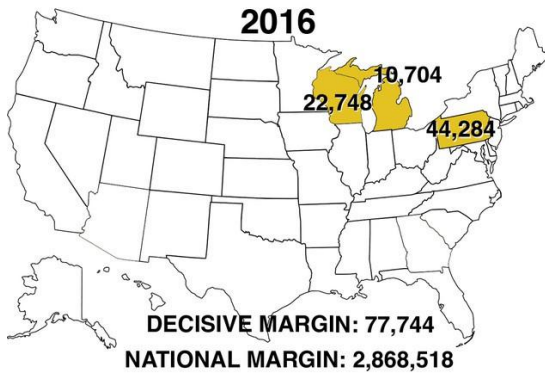 2016
10,704
22,748
44,284
DECISIVE MARGIN: 77,744
NATIONAL MARGIN: 2,868,518